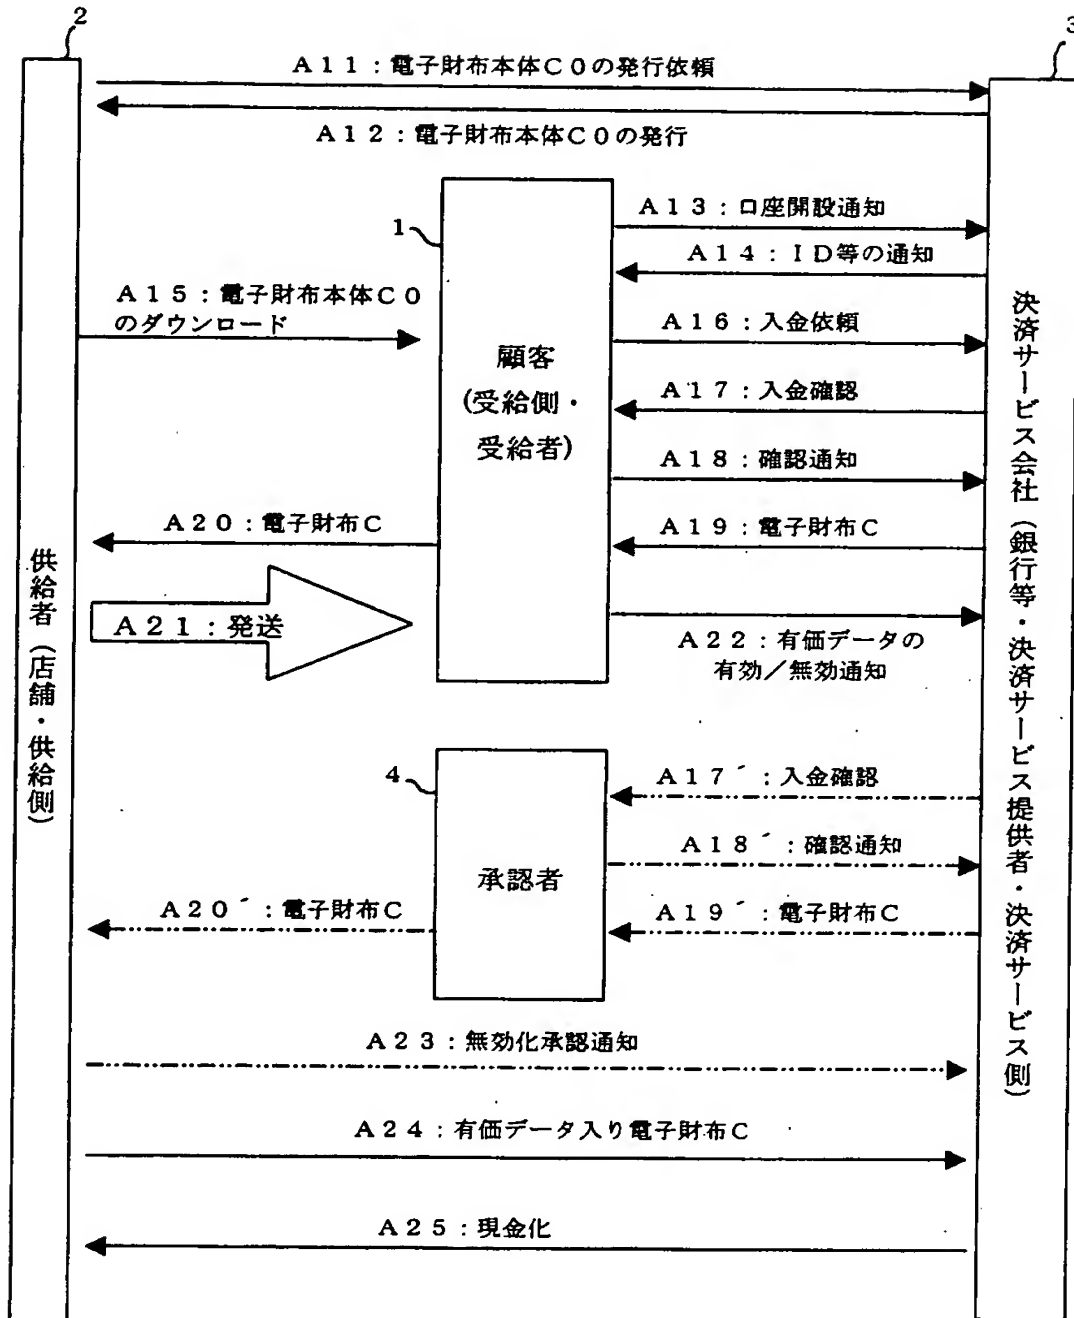 2
3
A11：電子財布本体C0の発行依頼
A12：電子財布本体C0の発行
A13：口座開設通知
1
A14：ID等の通知
A15：電子財布本体C0
のダウンロード
A16：入金依頼
顧客
(受給側・
受給者)
A17：入金確認
A18：確認通知
A20：電子財布C
A19：電子財布C
A21：発送
A22：有価データの
有効／無効通知
供給者（店舗・供給側）
決済サービス会社（銀行等・決済サービス提供者・決済サービス側）
4
A17´：入金確認
A18´：確認通知
承認者
A20´：電子財布C
A19´：電子財布C
A23：無効化承認通知
A24：有価データ入り電子財布C
A25：現金化